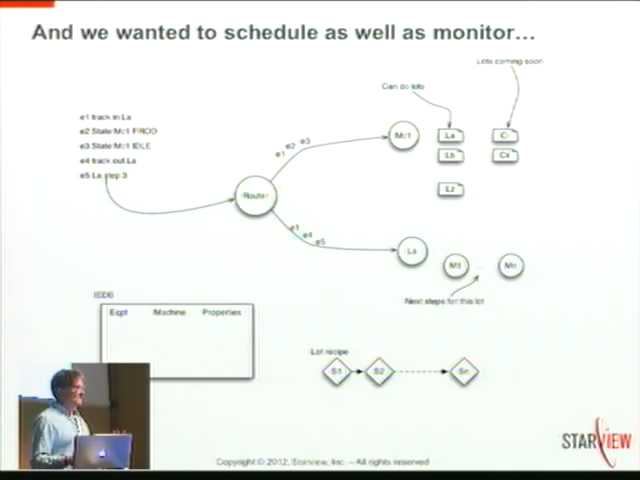 And we wanted to schedule as well as monitor...
Lots coming soon
Can do lots
e1 track in La
e2 State Mc1 PROD
e3 State Mc1 IDLE
e4 track out La
e5 La step 3
Router
e1
e2
e3
Mc1
La
Lb
Lz
e1
e4
e5
La
M1
Mn
Next steps for this lot
Eqpt Machine Properties
Lot recipe
S1
S2
Sn
STARVIEW
Copyright © 2012, Starview, Inc. – All rights reserved